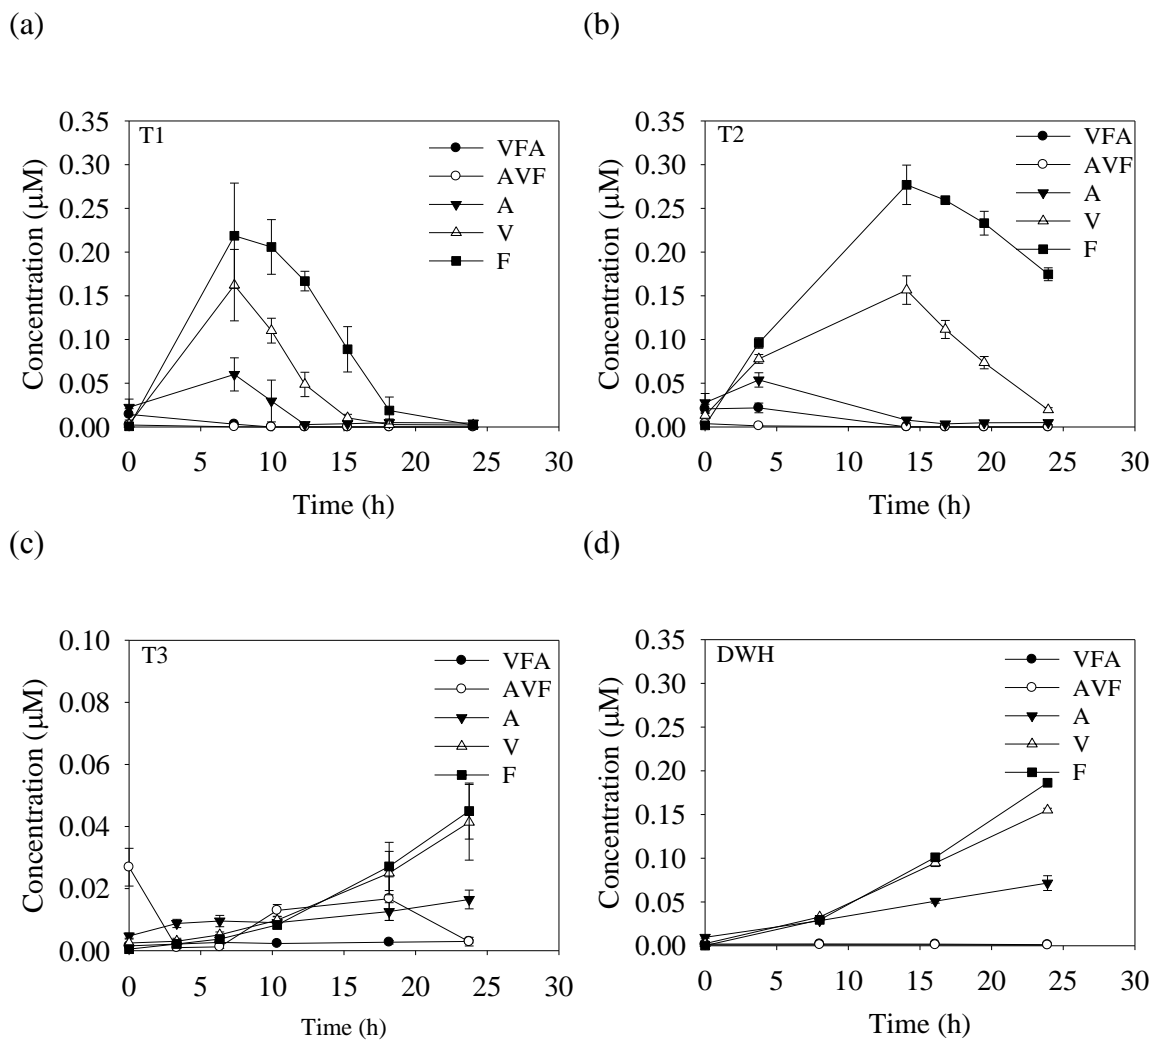 (a)
T1
Concentration (μM)
0.35
0.30
0.25
0.20
0.15
0.10
0.05
0.00
VFA
AVF
A
V
F
0 5 10 15 20 25 30
Time (h)
(b)
T2
Concentration (μM)
0.35
0.30
0.25
0.20
0.15
0.10
0.05
0.00
VFA
AVF
A
V
F
0 5 10 15 20 25 30
Time (h)
(c)
T3
Concentration (μM)
0.10
0.08
0.06
0.04
0.02
0.00
VFA
AVF
A
V
F
0 5 10 15 20 25 30
Time (h)
(d)
DWH
Concentration (μM)
0.35
0.30
0.25
0.20
0.15
0.10
0.05
0.00
VFA
AVF
A
V
F
0 5 10 15 20 25 30
Time (h)